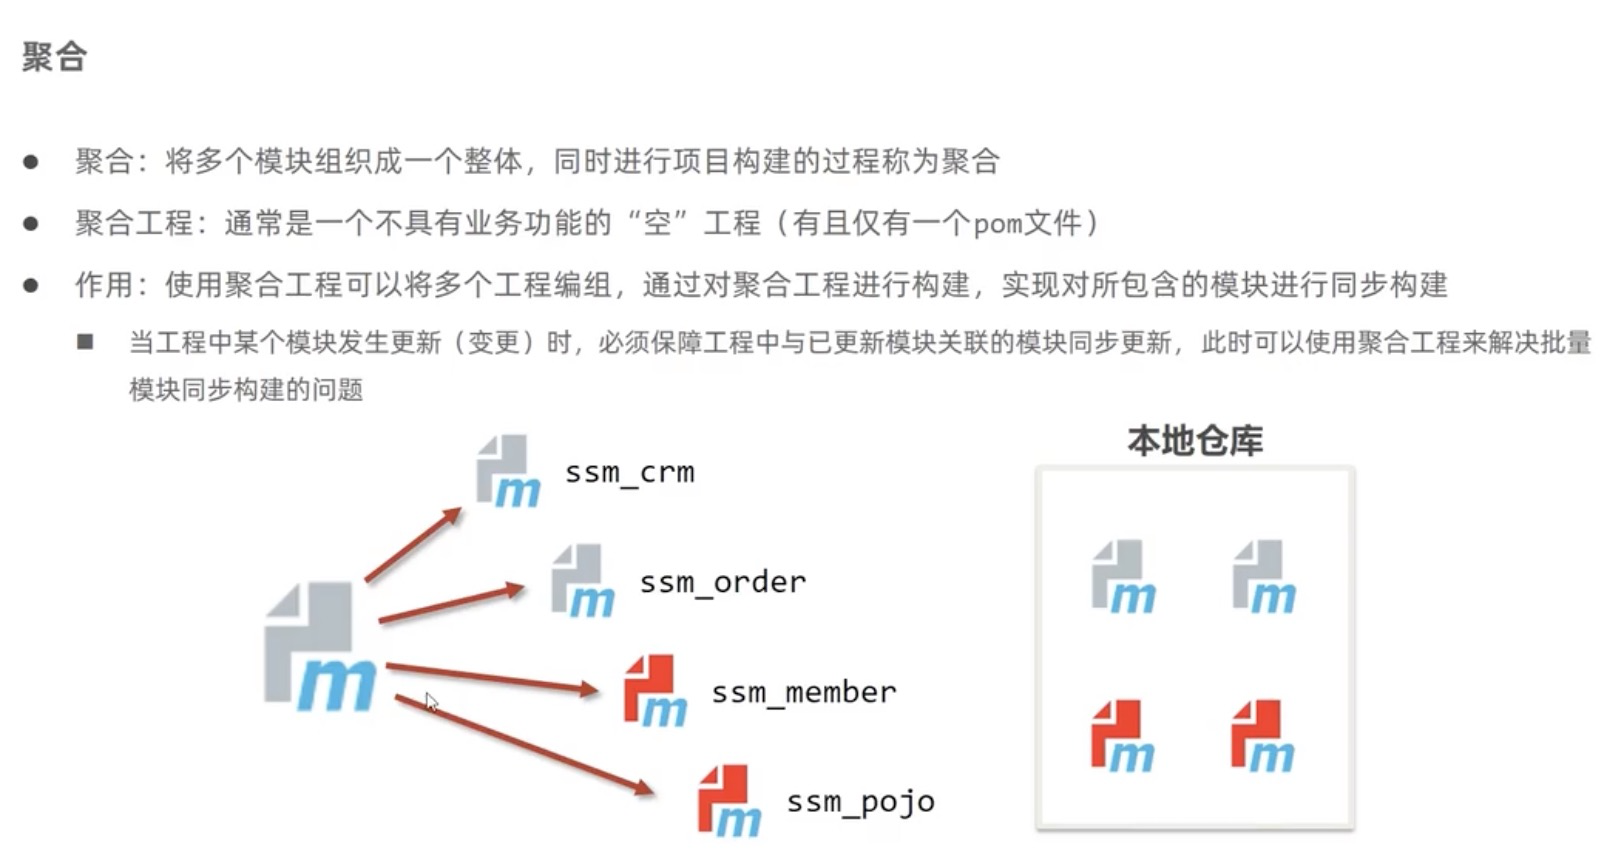 聚合
聚合：将多个模块组织成一个整体，同时进行项目构建的过程称为聚合
聚合工程：通常是一个不具有业务功能的“空”工程（有且仅有一个pom文件）
作用：使用聚合工程可以将多个工程编组，通过对聚合工程进行构建，实现对所包含的模块进行同步构建
当工程中某个模块发生更新（变更）时，必须保障工程中与已更新模块关联的模块同步更新，此时可以使用聚合工程来解决批量
模块同步构建的问题
本地仓库
m ssm_crm
m ssm_order
m m
m
m ssm_member
m ssm_pojo
m m